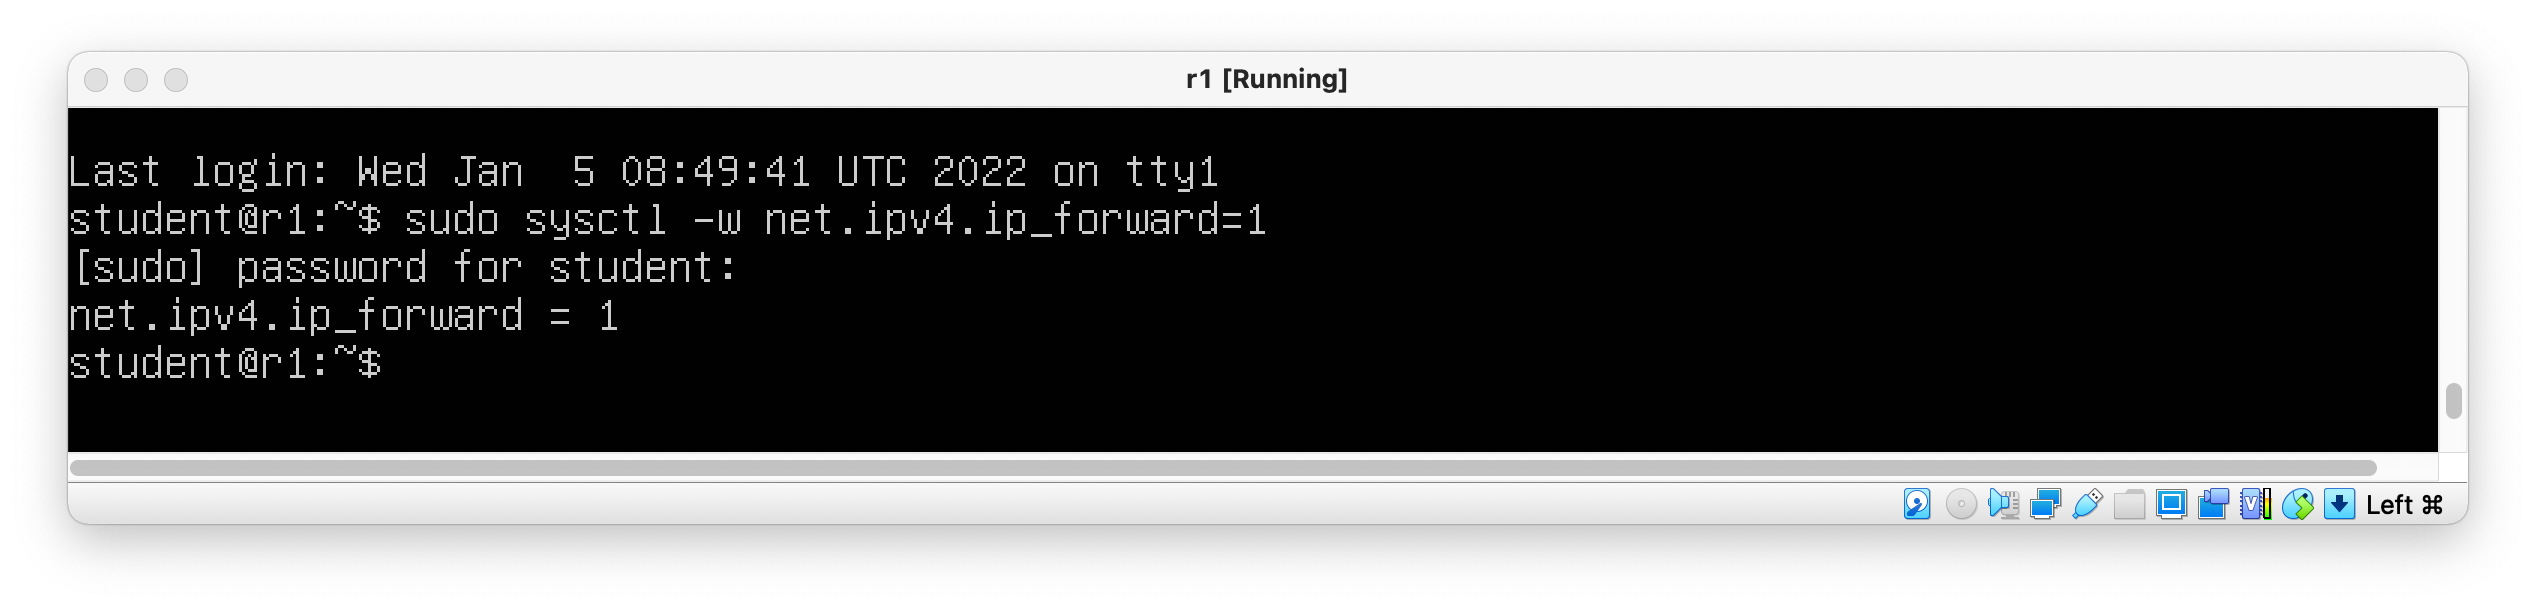 r1 [Running]
Last login: Wed Jan  5 08:49:41 UTC 2022 on tty1
student@r1:~$ sudo sysctl -w net.ipv4.ip_forward=1
[sudo] password for student:
net.ipv4.ip_forward = 1
student@r1:~$
Left ⌘